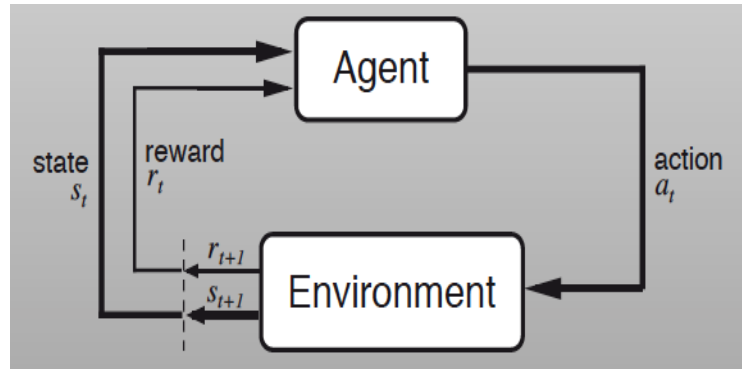 Agent
state
s_t
reward
r_t
action
a_t
r_{t+1}
s_{t+1}
Environment